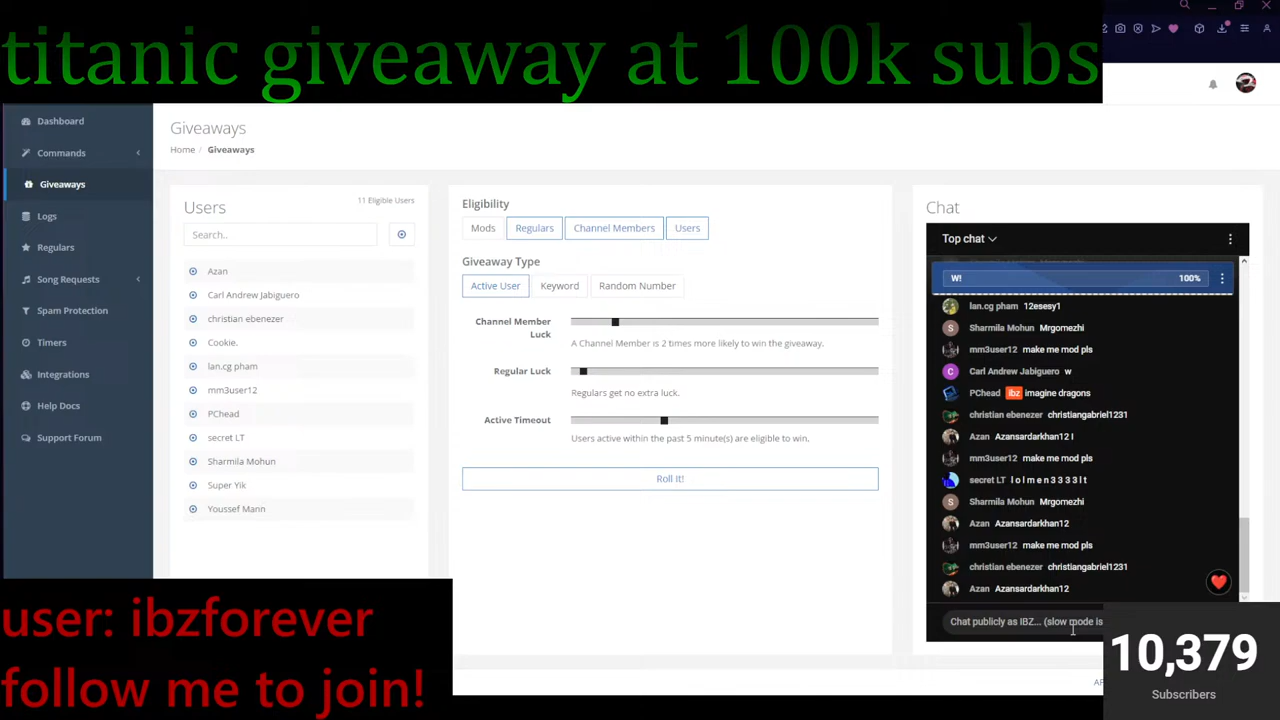 titanic giveaway at 100k subs
Dashboard
Commands
Giveaways
Logs
Regulars
Song Requests
Spam Protection
Timers
Integrations
Help Docs
Support Forum
Giveaways
Home / Giveaways
Users
11 Eligible Users
Search..
Azan
Carl Andrew Jabiguero
christian ebenezer
Cookie.
lan.cg pham
mm3user12
PChead
secret LT
Sharmila Mohun
Super Yik
Youssef Mann
Eligibility
Mods Regulars Channel Members Users
Giveaway Type
Active User Keyword Random Number
Channel Member
Luck
A Channel Member is 2 times more likely to win the giveaway.
Regular Luck
Regulars get no extra luck.
Active Timeout
Users active within the past 5 minute(s) are eligible to win.
Roll It!
Chat
Top chat
W! 100%
lan.cg pham 12esesy1
Sharmila Mohun Mrgomezhi
mm3user12 make me mod pls
Carl Andrew Jabiguero w
PChead ibz imagine dragons
christian ebenezer christiangabriel1231
Azan Azansardarkhan12 I
mm3user12 make me mod pls
secret LT l o l m e n 3 3 3 3 l t
Sharmila Mohun Mrgomezhi
Azan Azansardarkhan12
mm3user12 make me mod pls
christian ebenezer christiangabriel1231
Azan Azansardarkhan12
Chat publicly as IBZ... (slow mode is
user: ibzforever
follow me to join!
10,379
Subscribers